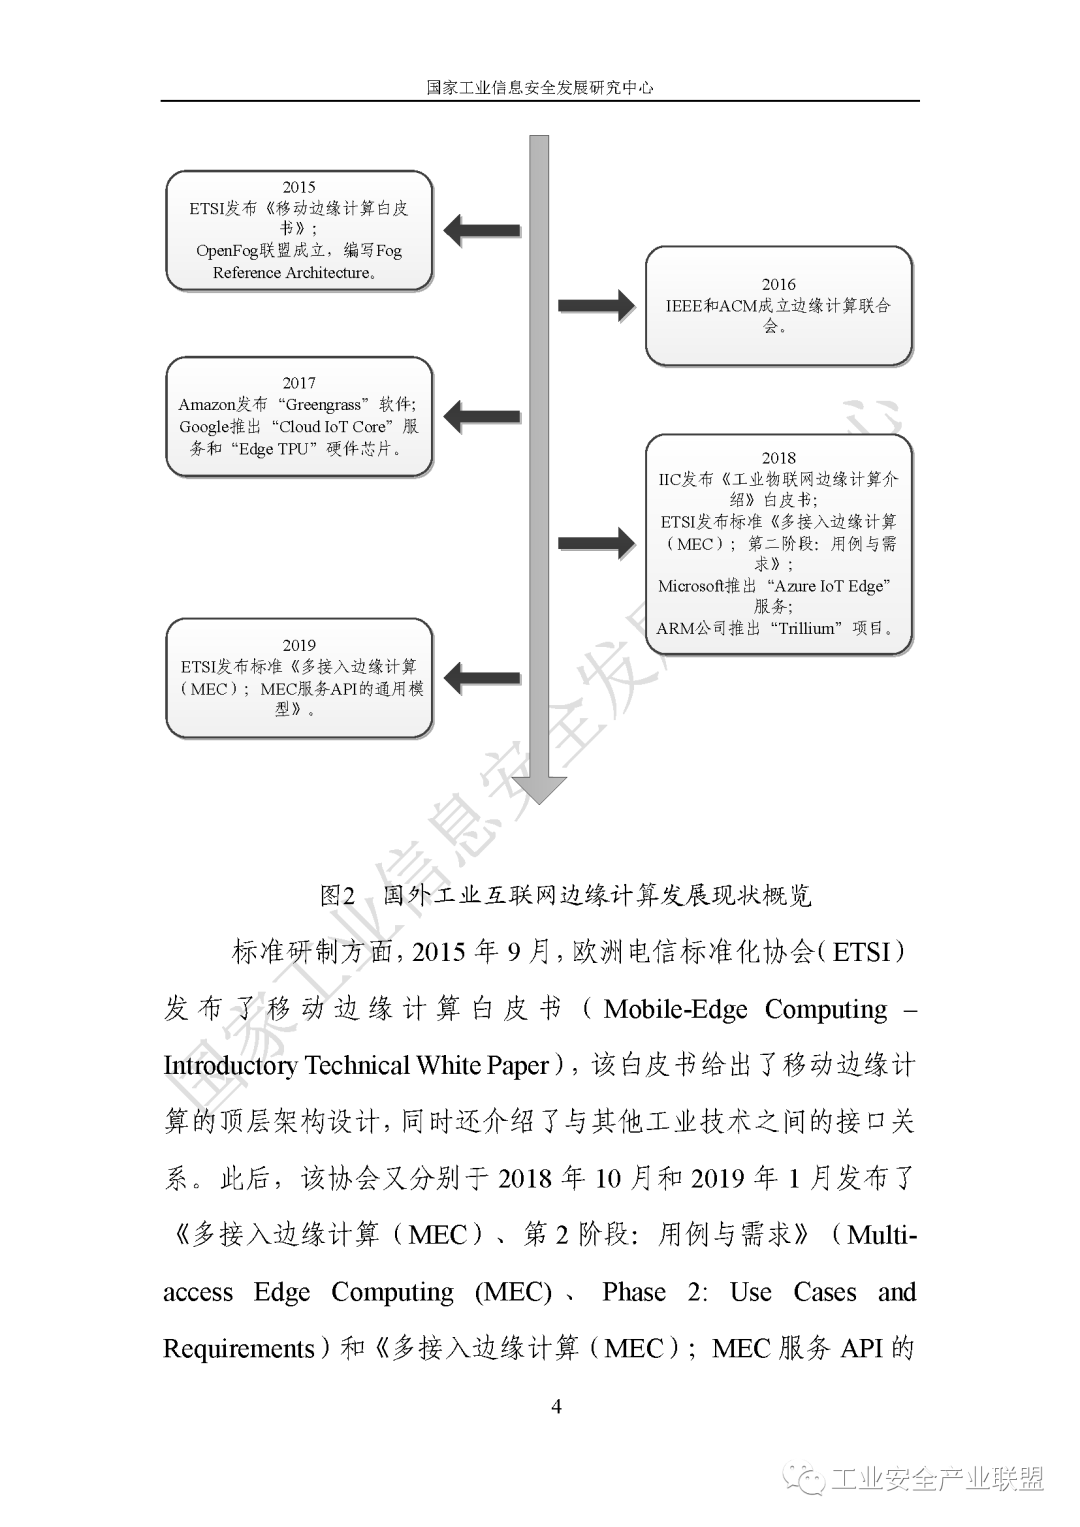 国家工业信息安全发展研究中心
2015
ETSI发布《移动边缘计算白皮
书》；
OpenFog联盟成立，编写Fog
Reference Architecture。
2016
IEEE和ACM成立边缘计算联合
会。
2017
Amazon发布“Greengrass”软件;
Google推出“Cloud IoT Core”服
务和“Edge TPU”硬件芯片。
2018
IIC发布《工业物联网边缘计算介
绍》白皮书；
ETSI发布标准《多接入边缘计算
（MEC）；第二阶段：用例与需
求》；
Microsoft推出“Azure IoT Edge”
服务；
ARM公司推出“Trillium”项目。
2019
ETSI发布标准《多接入边缘计算
（MEC）；MEC服务API的通用模
型》。
国家工业信息安全发展研究中心
图2 国外工业互联网边缘计算发展现状概览
标准研制方面，2015 年 9 月，欧洲电信标准化协会（ETSI）
发布了移动边缘计算白皮书（Mobile-Edge Computing –
Introductory Technical White Paper），该白皮书给出了移动边缘计
算的顶层架构设计，同时还介绍了与其他工业技术之间的接口关
系。此后，该协会又分别于 2018 年 10 月和 2019 年 1 月发布了
《多接入边缘计算（MEC）、第 2 阶段：用例与需求》（Multi-
access Edge Computing (MEC)、Phase 2: Use Cases and
Requirements）和《多接入边缘计算（MEC）；MEC 服务 API 的
4
工业安全产业联盟